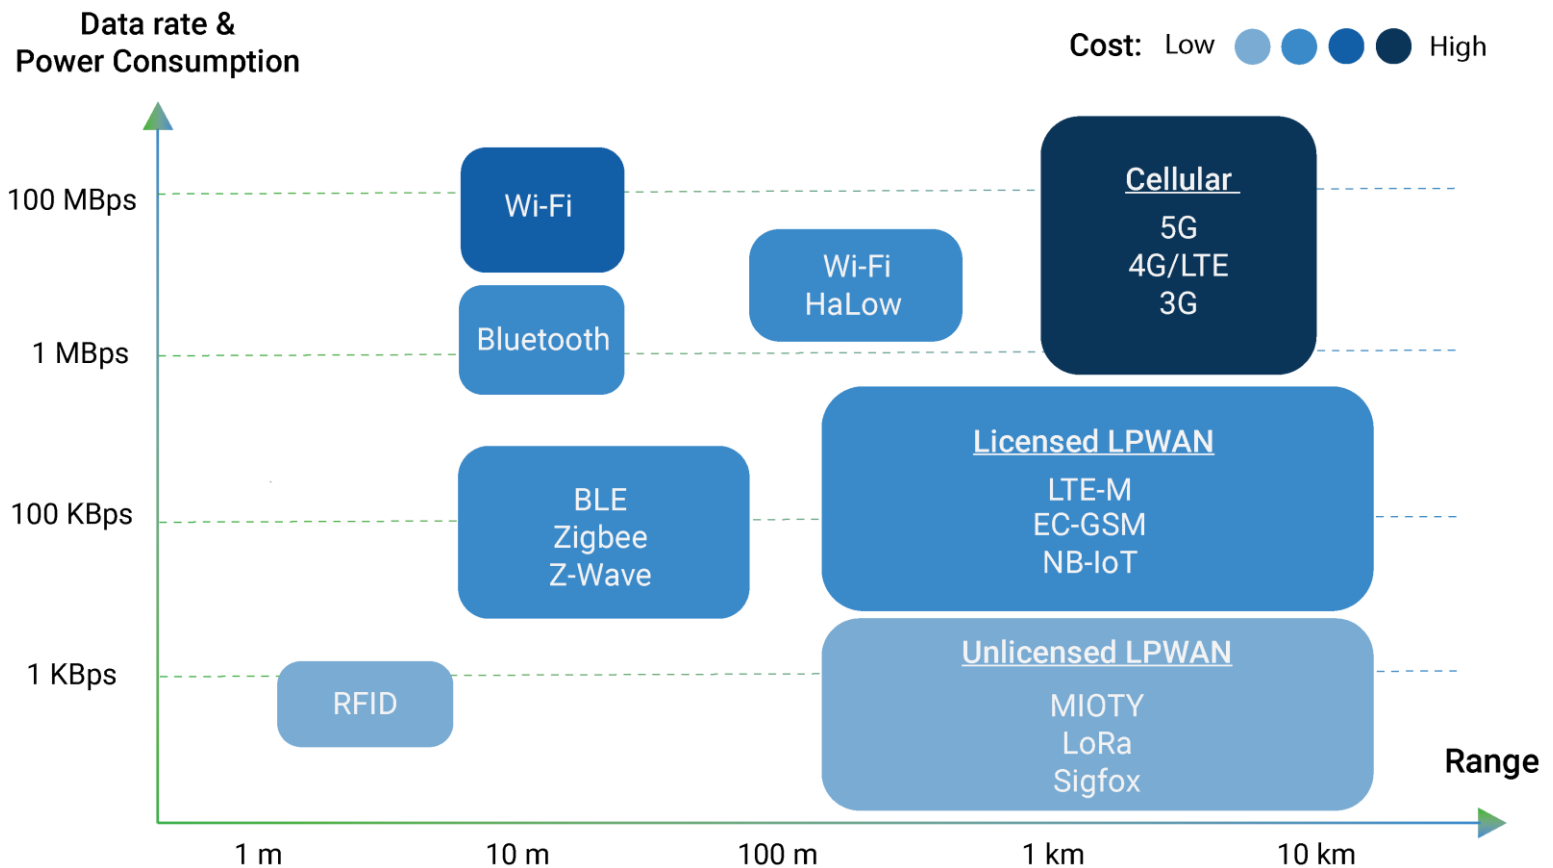 Data rate &
Power Consumption
Cost: Low High
100 MBps
1 MBps
100 KBps
1 KBps
Wi-Fi
Bluetooth
Wi-Fi
HaLow
Cellular
5G
4G/LTE
3G
BLE
Zigbee
Z-Wave
Licensed LPWAN
LTE-M
EC-GSM
NB-IoT
RFID
Unlicensed LPWAN
MIOTY
LoRa
Sigfox
Range
1 m 10 m 100 m 1 km 10 km